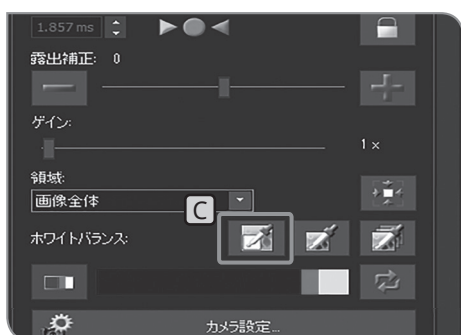 1.857 ms
露出補正: 0
ゲイン:
1 ×
領域:
画像全体
C
ホワイトバランス:
カメラ設定...